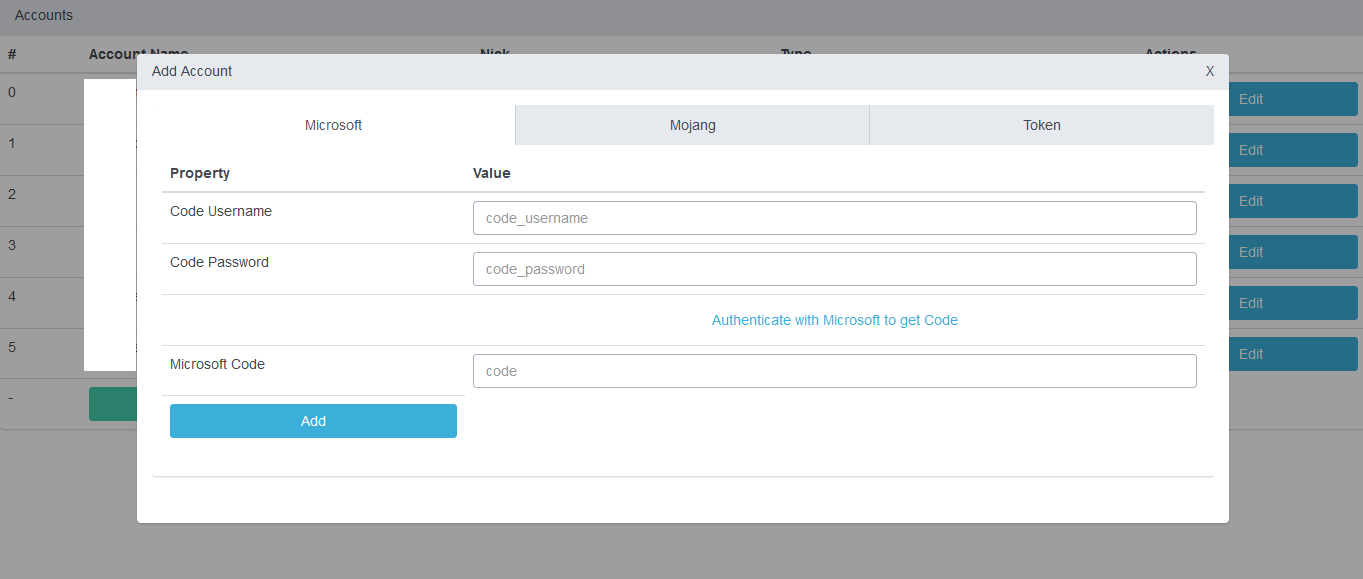 Accounts
# Account Name Nick Type Actions
Add Account X
0 Edit
Microsoft Mojang Token
1 Edit
Property Value
2 Edit
Code Username code_username
3 Edit
Code Password code_password
4 Edit
Authenticate with Microsoft to get Code
5 Edit
Microsoft Code code
-
Add